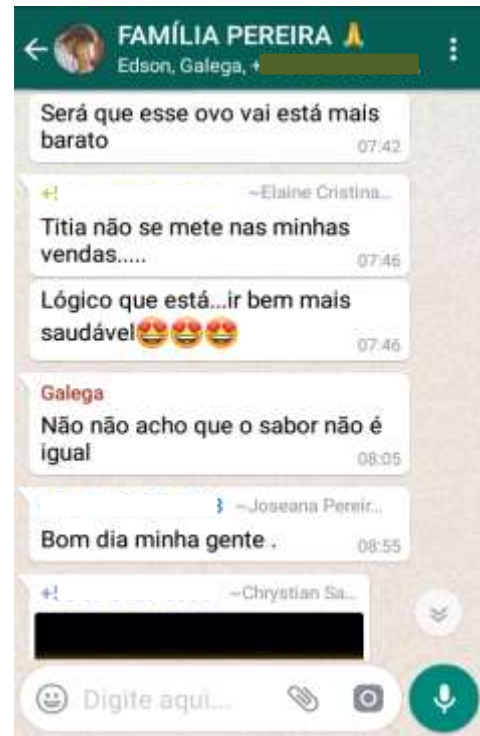 FAMÍLIA PEREIRA 🙏
Edson, Galega, +
Será que esse ovo vai está mais
barato
07:42
~Elaine Cristina...
Titia não se mete nas minhas
vendas.....
07:46
Lógico que está...ir bem mais
saudável😍😍😍
07:46
Galega
Não não acho que o sabor não é
igual
08:05
~Joseana Pereir...
Bom dia minha gente .
08:55
~Chrystian Sa...
Digite aqui...